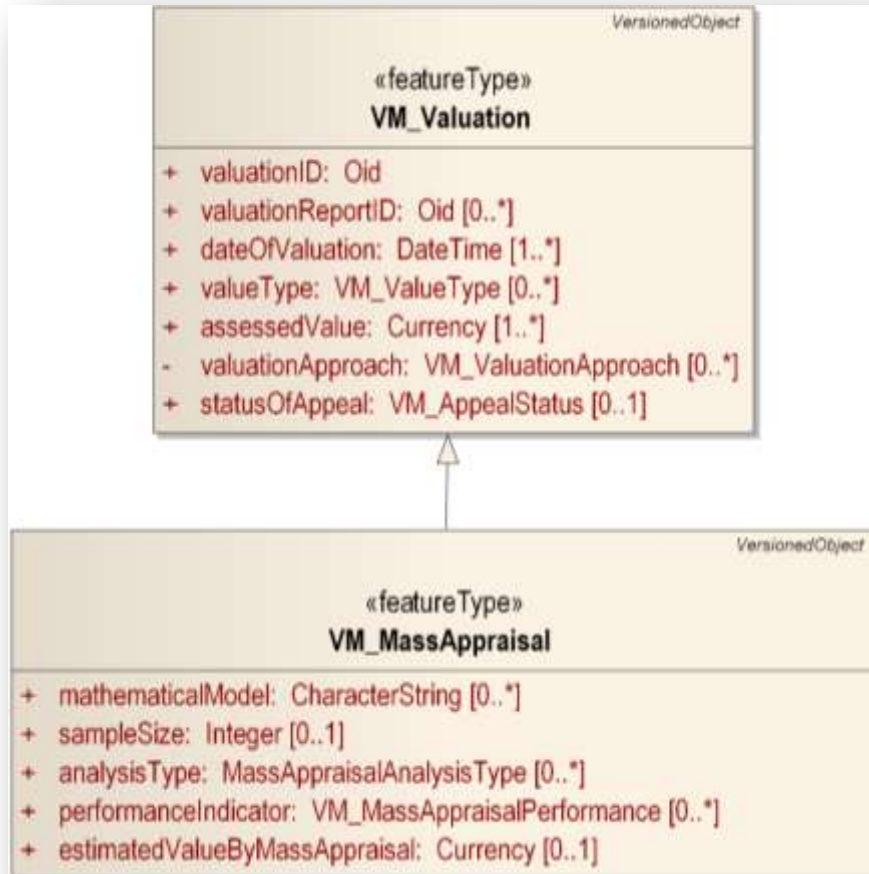 VersionedObject
«featureType»
VM_Valuation
+ valuationID: Oid
+ valuationReportID: Oid [0..*]
+ dateOfValuation: DateTime [1..*]
+ valueType: VM_ValueType [0..*]
+ assessedValue: Currency [1..*]
- valuationApproach: VM_ValuationApproach [0..*]
+ statusOfAppeal: VM_AppealStatus [0..1]
VersionedObject
«featureType»
VM_MassAppraisal
+ mathematicalModel: CharacterString [0..*]
+ sampleSize: Integer [0..1]
+ analysisType: MassAppraisalAnalysisType [0..*]
+ performanceIndicator: VM_MassAppraisalPerformance [0..*]
+ estimatedValueByMassAppraisal: Currency [0..1]